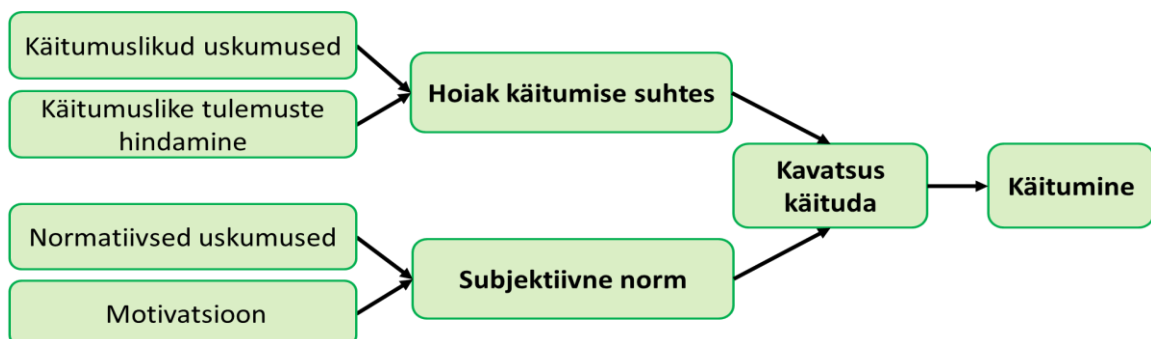 Käitumuslikud uskumused
Käitumuslike tulemuste
hindamine
Hoiak käitumise suhtes
Normatiivsed uskumused
Motivatsioon
Subjektiivne norm
Kavatsus
käituda
Käitumine